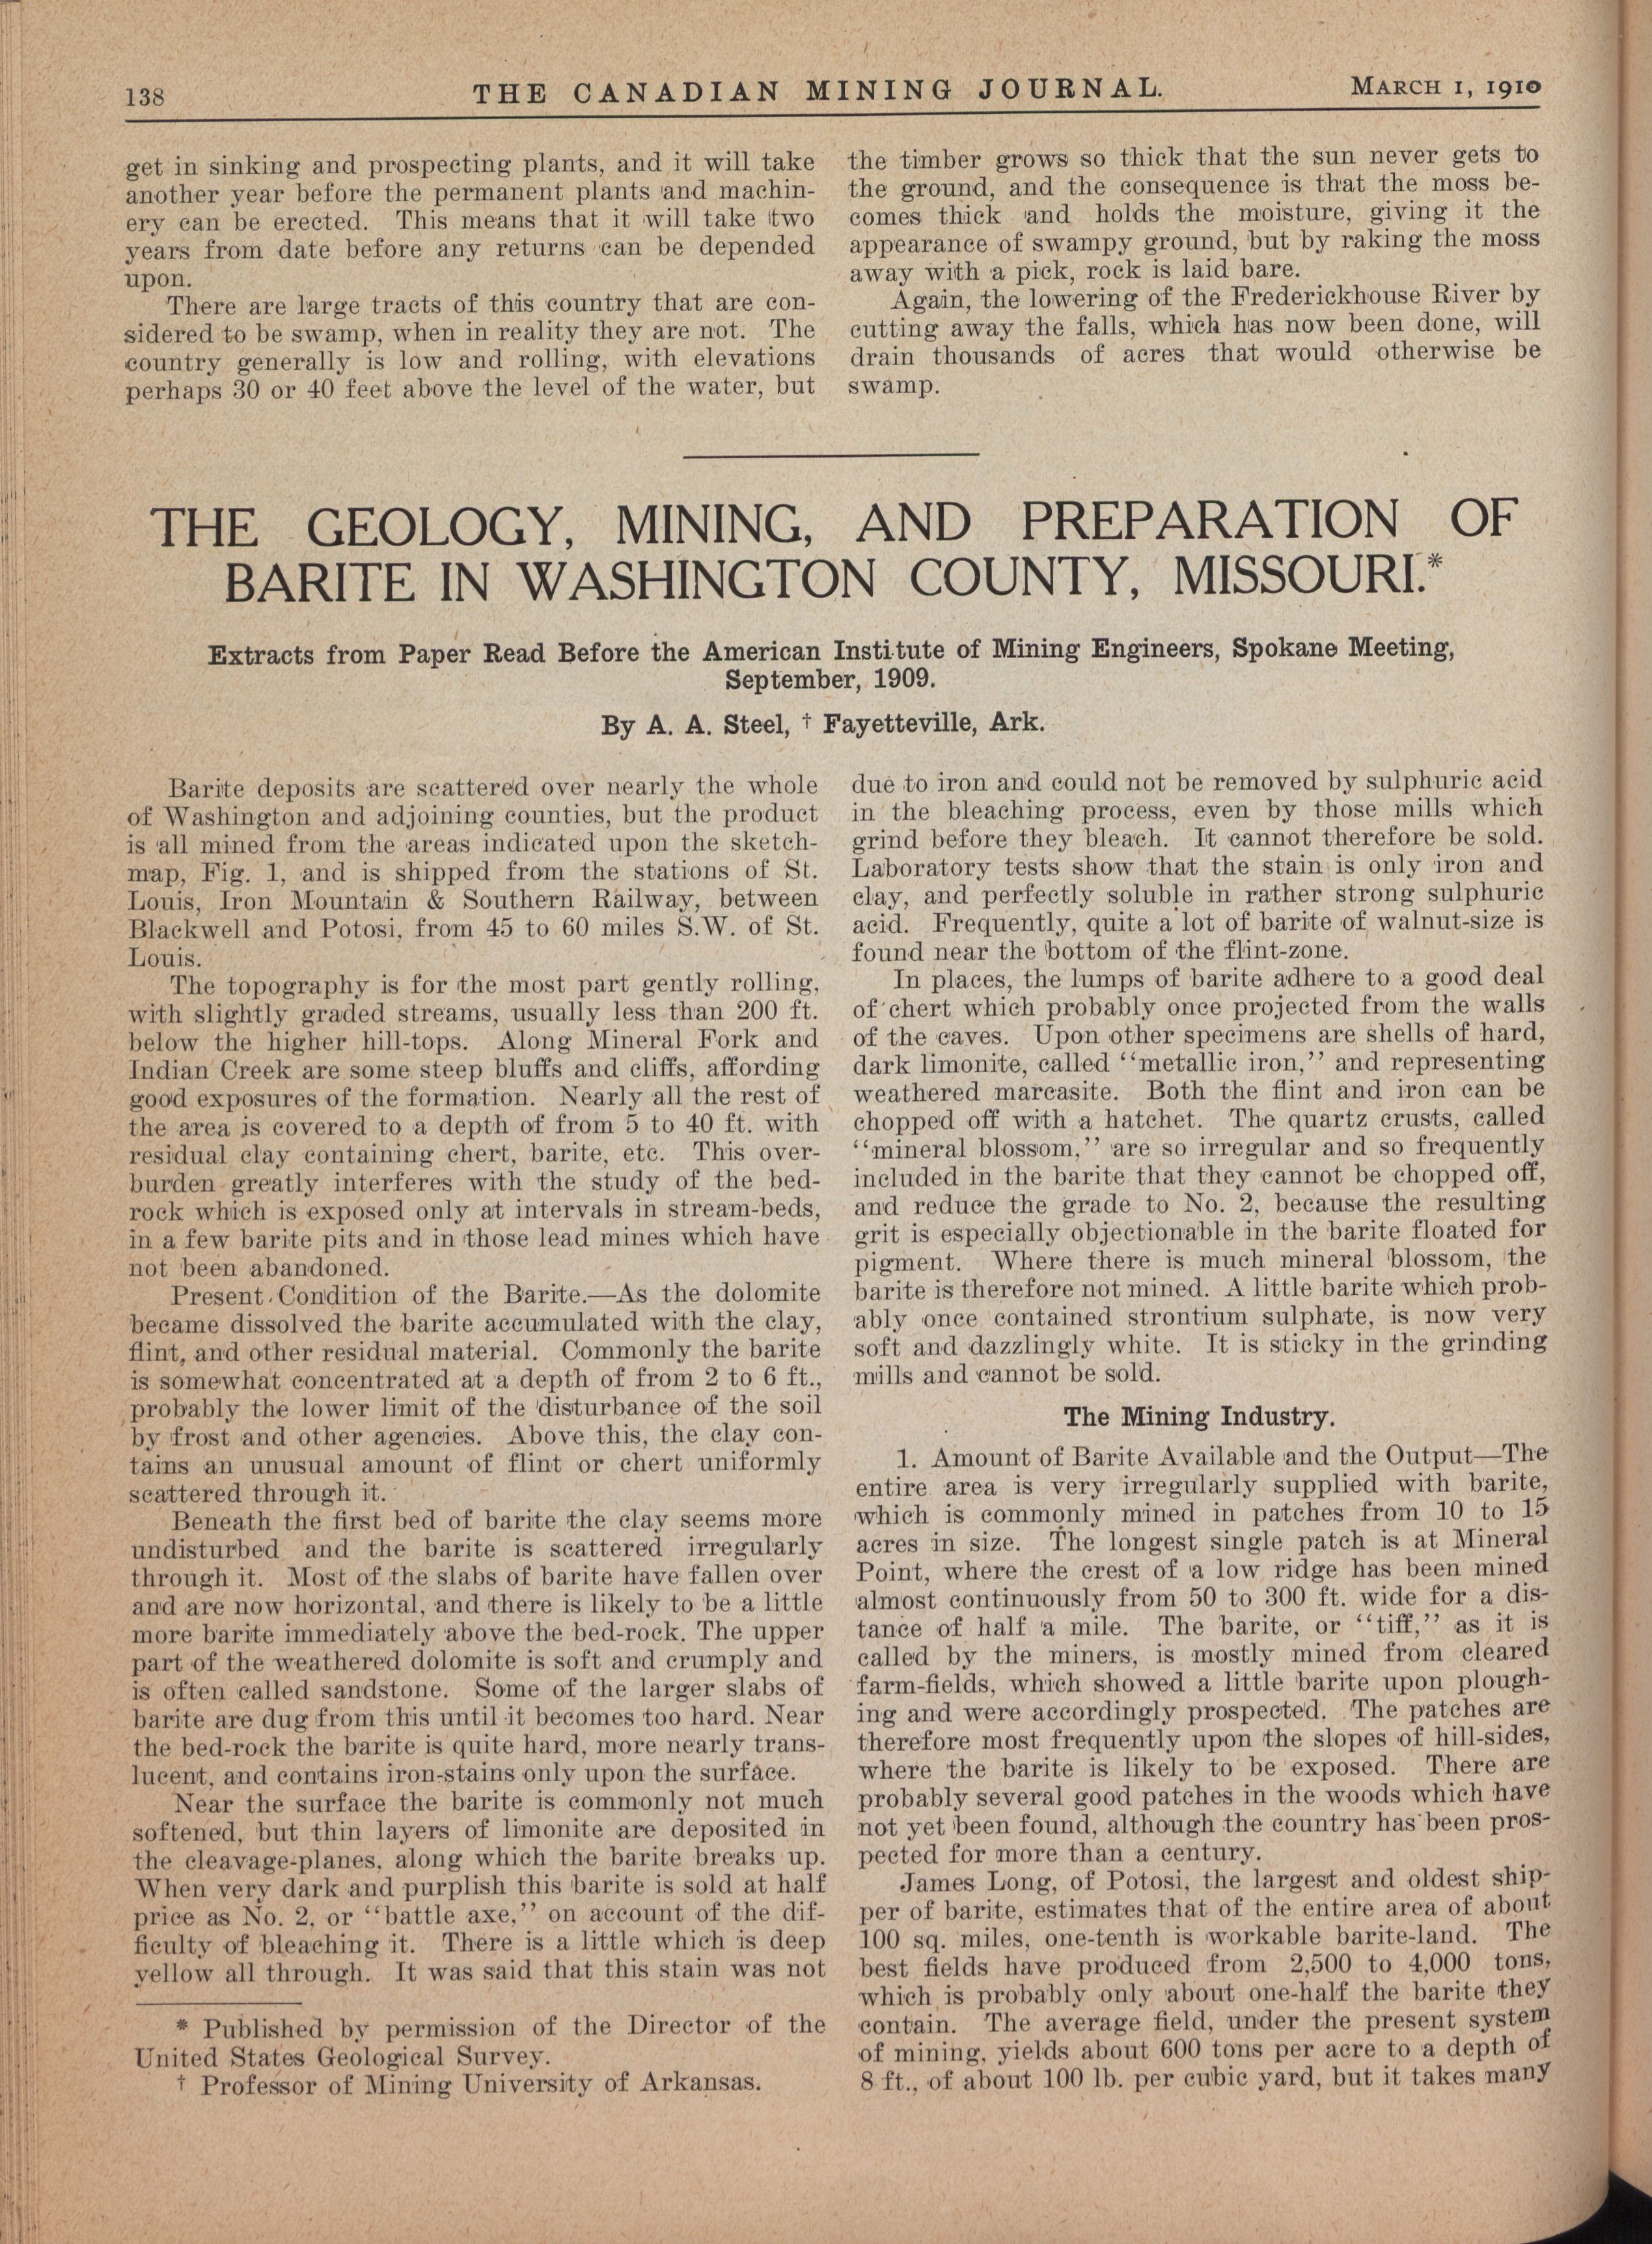 138
THE CANADIAN MINING JOURNAL.
MARCH 1, 1910
get in sinking and prospecting plants, and it will take
another year before the permanent plants and machin-
ery can be erected. This means that it will take two
years from date before any returns can be depended
upon.
There are large tracts of this country that are con-
sidered to be swamp, when in reality they are not. The
country generally is low and rolling, with elevations
perhaps 30 or 40 feet above the level of the water, but
the timber grows so thick that the sun never gets to
the ground, and the consequence is that the moss be-
comes thick and holds the moisture, giving it the
appearance of swampy ground, but by raking the moss
away with a pick, rock is laid bare.
Again, the lowering of the Frederickhouse River by
cutting away the falls, which has now been done, will
drain thousands of acres that would otherwise be
swamp.
THE GEOLOGY, MINING, AND PREPARATION OF
BARITE IN WASHINGTON COUNTY, MISSOURI.*
Extracts from Paper Read Before the American Institute of Mining Engineers, Spokane Meeting,
September, 1909.
By A. A. Steel, † Fayetteville, Ark.
Barite deposits are scattered over nearly the whole
of Washington and adjoining counties, but the product
is all mined from the areas indicated upon the sketch-
map, Fig. 1, and is shipped from the stations of St.
Louis, Iron Mountain & Southern Railway, between
Blackwell and Potosi, from 45 to 60 miles S.W. of St.
Louis.
The topography is for the most part gently rolling,
with slightly graded streams, usually less than 200 ft.
below the higher hill-tops. Along Mineral Fork and
Indian Creek are some steep bluffs and cliffs, affording
good exposures of the formation. Nearly all the rest of
the area is covered to a depth of from 5 to 40 ft. with
residual clay containing chert, barite, etc. This over-
burden greatly interferes with the study of the bed-
rock which is exposed only at intervals in stream-beds,
in a few barite pits and in those lead mines which have
not been abandoned.
Present Condition of the Barite.—As the dolomite
became dissolved the barite accumulated with the clay,
flint, and other residual material. Commonly the barite
is somewhat concentrated at a depth of from 2 to 6 ft.,
probably the lower limit of the disturbance of the soil
by frost and other agencies. Above this, the clay con-
tains an unusual amount of flint or chert uniformly
scattered through it.
Beneath the first bed of barite the clay seems more
undisturbed and the barite is scattered irregularly
through it. Most of the slabs of barite have fallen over
and are now horizontal, and there is likely to be a little
more barite immediately above the bed-rock. The upper
part of the weathered dolomite is soft and crumply and
is often called sandstone. Some of the larger slabs of
barite are dug from this until it becomes too hard. Near
the bed-rock the barite is quite hard, more nearly trans-
lucent, and contains iron-stains only upon the surface.
Near the surface the barite is commonly not much
softened, but thin layers of limonite are deposited in
the cleavage-planes, along which the barite breaks up.
When very dark and purplish this barite is sold at half
price as No. 2, or "battle axe," on account of the dif-
ficulty of bleaching it. There is a little which is deep
yellow all through. It was said that this stain was not
* Published by permission of the Director of the
United States Geological Survey.
† Professor of Mining University of Arkansas.
due to iron and could not be removed by sulphuric acid
in the bleaching process, even by those mills which
grind before they bleach. It cannot therefore be sold.
Laboratory tests show that the stain is only iron and
clay, and perfectly soluble in rather strong sulphuric
acid. Frequently, quite a lot of barite of walnut-size is
found near the bottom of the flint-zone.
In places, the lumps of barite adhere to a good deal
of chert which probably once projected from the walls
of the caves. Upon other specimens are shells of hard,
dark limonite, called "metallic iron," and representing
weathered marcasite. Both the flint and iron can be
chopped off with a hatchet. The quartz crusts, called
"mineral blossom," are so irregular and so frequently
included in the barite that they cannot be chopped off,
and reduce the grade to No. 2, because the resulting
grit is especially objectionable in the barite floated for
pigment. Where there is much mineral blossom, the
barite is therefore not mined. A little barite which prob-
ably once contained strontium sulphate, is now very
soft and dazzlingly white. It is sticky in the grinding
mills and cannot be sold.
The Mining Industry.
1. Amount of Barite Available and the Output—The
entire area is very irregularly supplied with barite,
which is commonly mined in patches from 10 to 15
acres in size. The longest single patch is at Mineral
Point, where the crest of a low ridge has been mined
almost continuously from 50 to 300 ft. wide for a dis-
tance of half a mile. The barite, or "tiff," as it is
called by the miners, is mostly mined from cleared
farm-fields, which showed a little barite upon plough-
ing and were accordingly prospected. The patches are
therefore most frequently upon the slopes of hill-sides,
where the barite is likely to be exposed. There are
probably several good patches in the woods which have
not yet been found, although the country has been pros-
pected for more than a century.
James Long, of Potosi, the largest and oldest ship-
per of barite, estimates that of the entire area of about
100 sq. miles, one-tenth is workable barite-land. The
best fields have produced from 2,500 to 4,000 tons,
which is probably only about one-half the barite they
contain. The average field, under the present system
of mining, yields about 600 tons per acre to a depth of
8 ft., of about 100 lb. per cubic yard, but it takes many